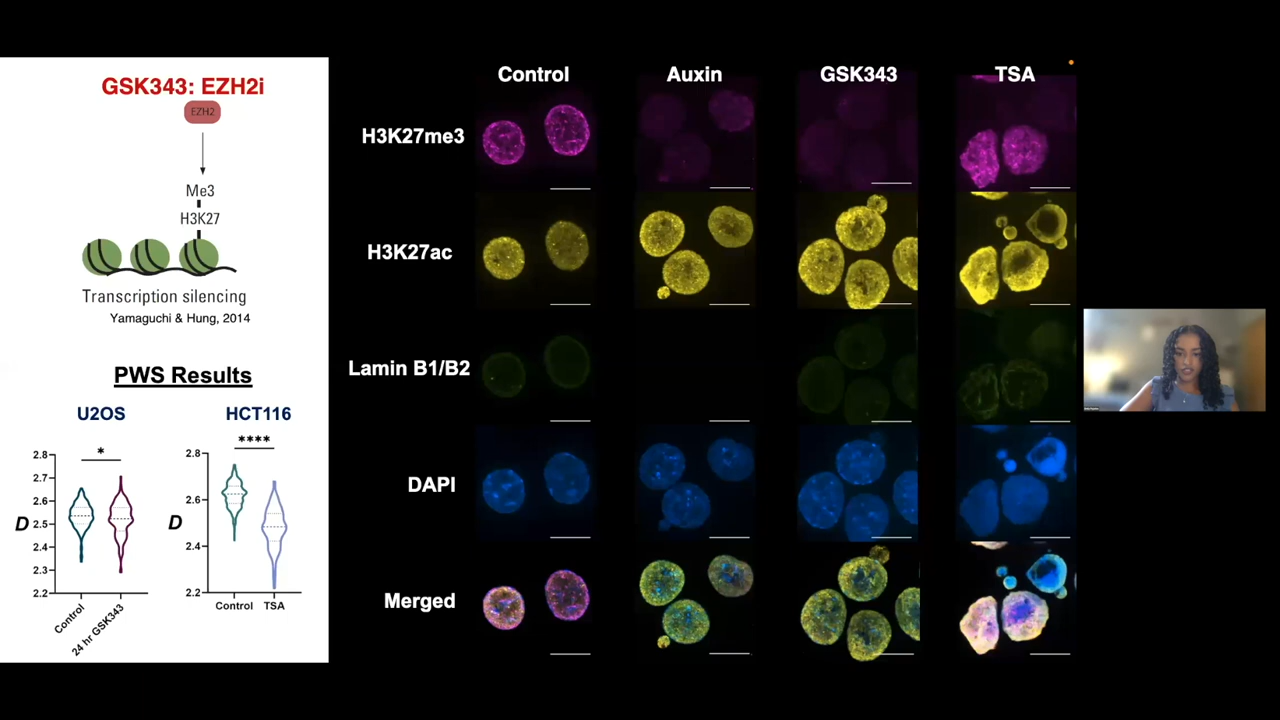 GSK343: EZH2i
EZH2
Me3
H3K27
Transcription silencing
Yamaguchi & Hung, 2014
PWS Results
U2OS
*
D
2.8
2.7
2.6
2.5
2.4
2.3
2.2
Control
24 hr GSK343
HCT116
****
D
2.8
2.6
2.4
2.2
Control
TSA
Control
Auxin
GSK343
TSA
H3K27me3
H3K27ac
Lamin B1/B2
DAPI
Merged